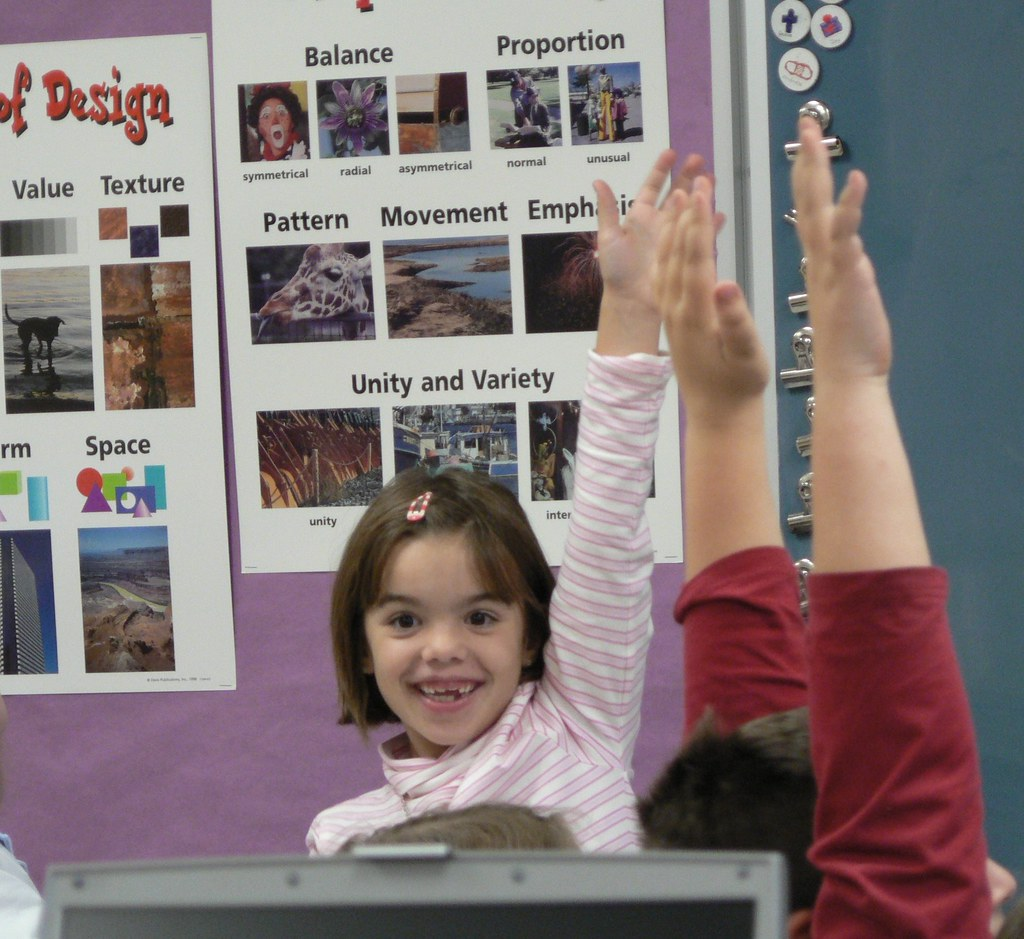 of Design
Value Texture
rm Space
Balance Proportion
symmetrical radial asymmetrical normal unusual
Pattern Movement Emphasis
Unity and Variety
unity